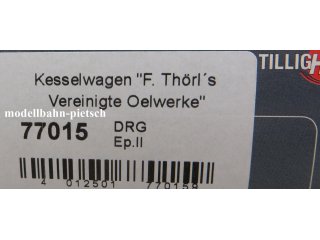 TILLIG
Kesselwagen "F. Thörl´s
Vereinigte Oelwerke"
modellbahn-pietsch
77015 DRG
Ep.II
4 012501 770158